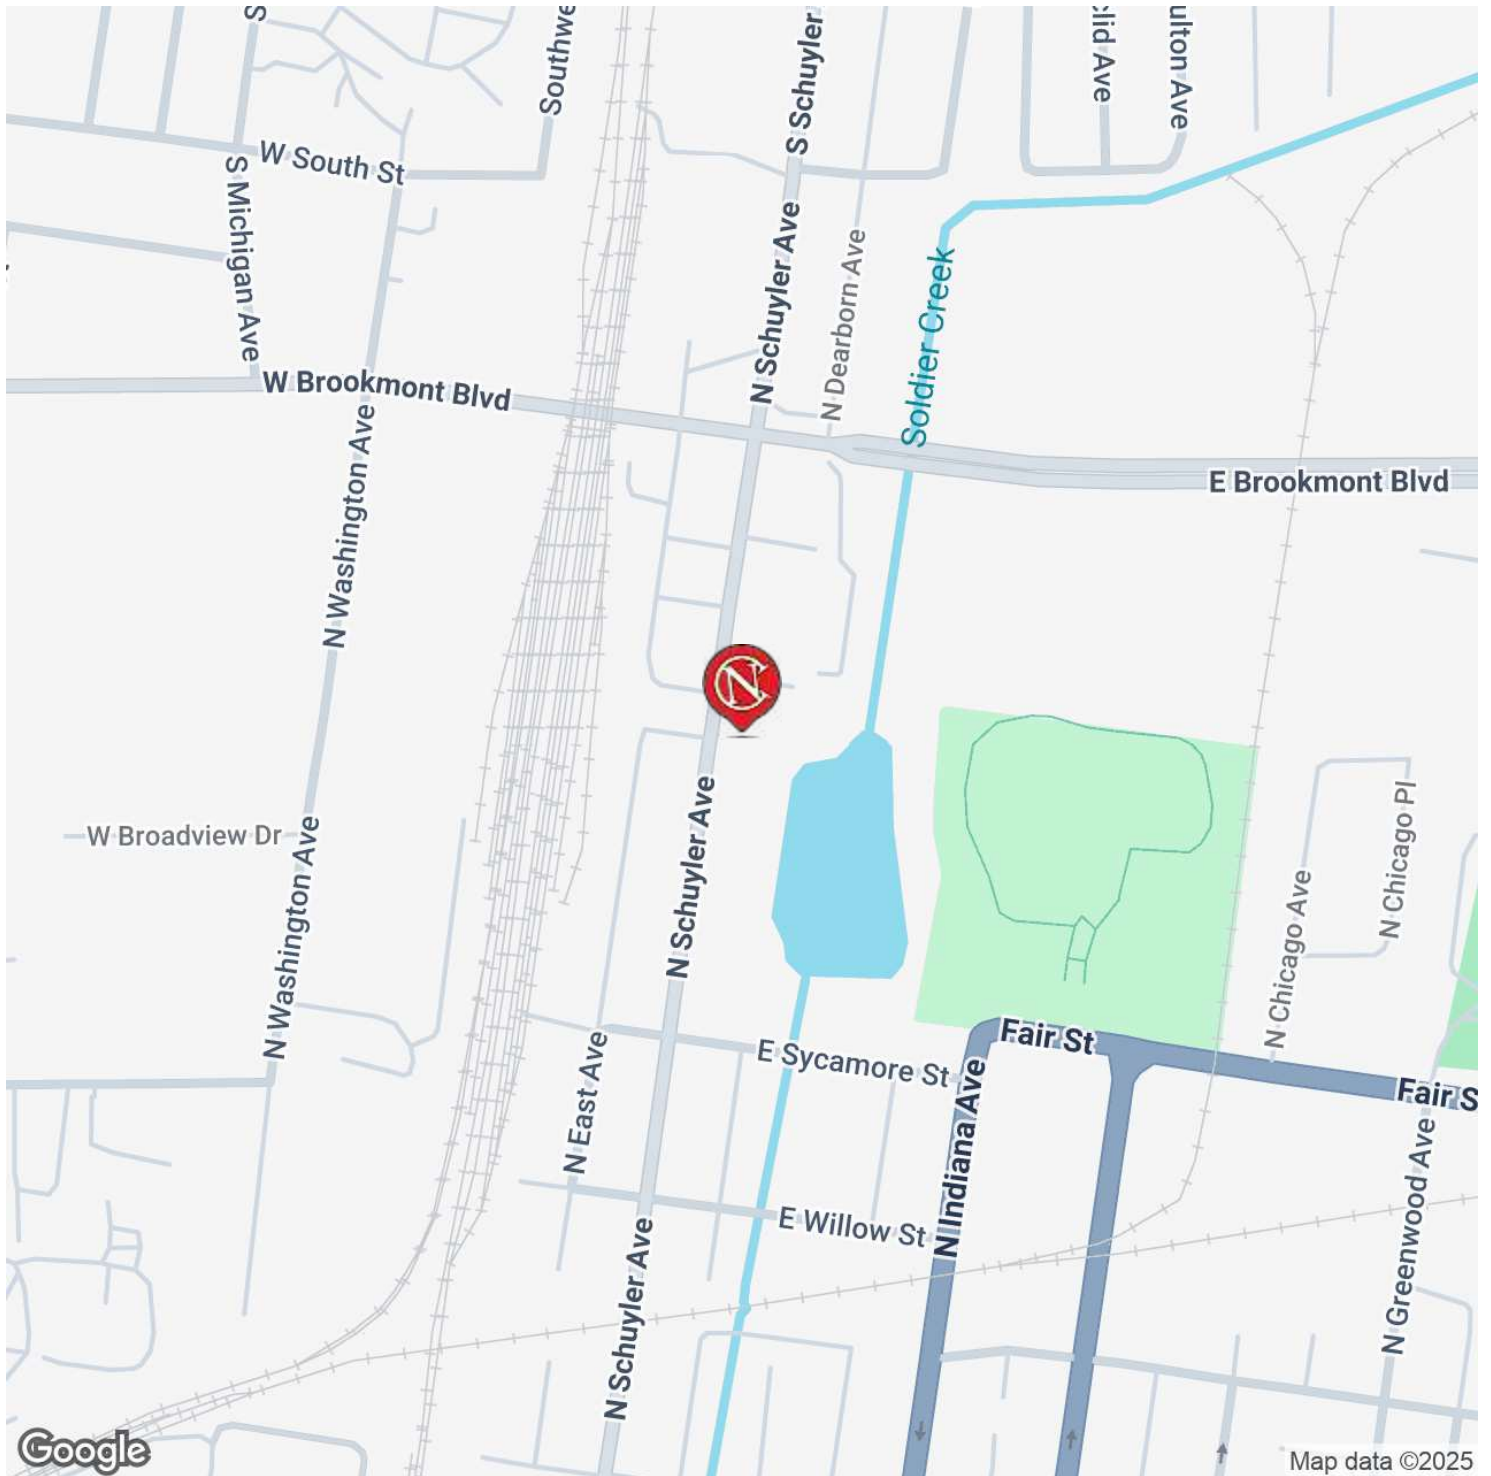 S
Southwe
S Schuyler
clid Ave
ulton Ave
W South St
S Michigan Ave
N Schuyler Ave
N Dearborn Ave
Soldier Creek
W Brookmont Blvd
E Brookmont Blvd
N Washington Ave
NC
W Broadview Dr
N Schuyler Ave
N Chicago Pl
N Chicago Ave
N Washington Ave
Fair St
E Sycamore St
Fair S
N East Ave
N Indiana Ave
N Greenwood Ave
E Willow St
N Schuyler Ave
Google
Map data ©2025